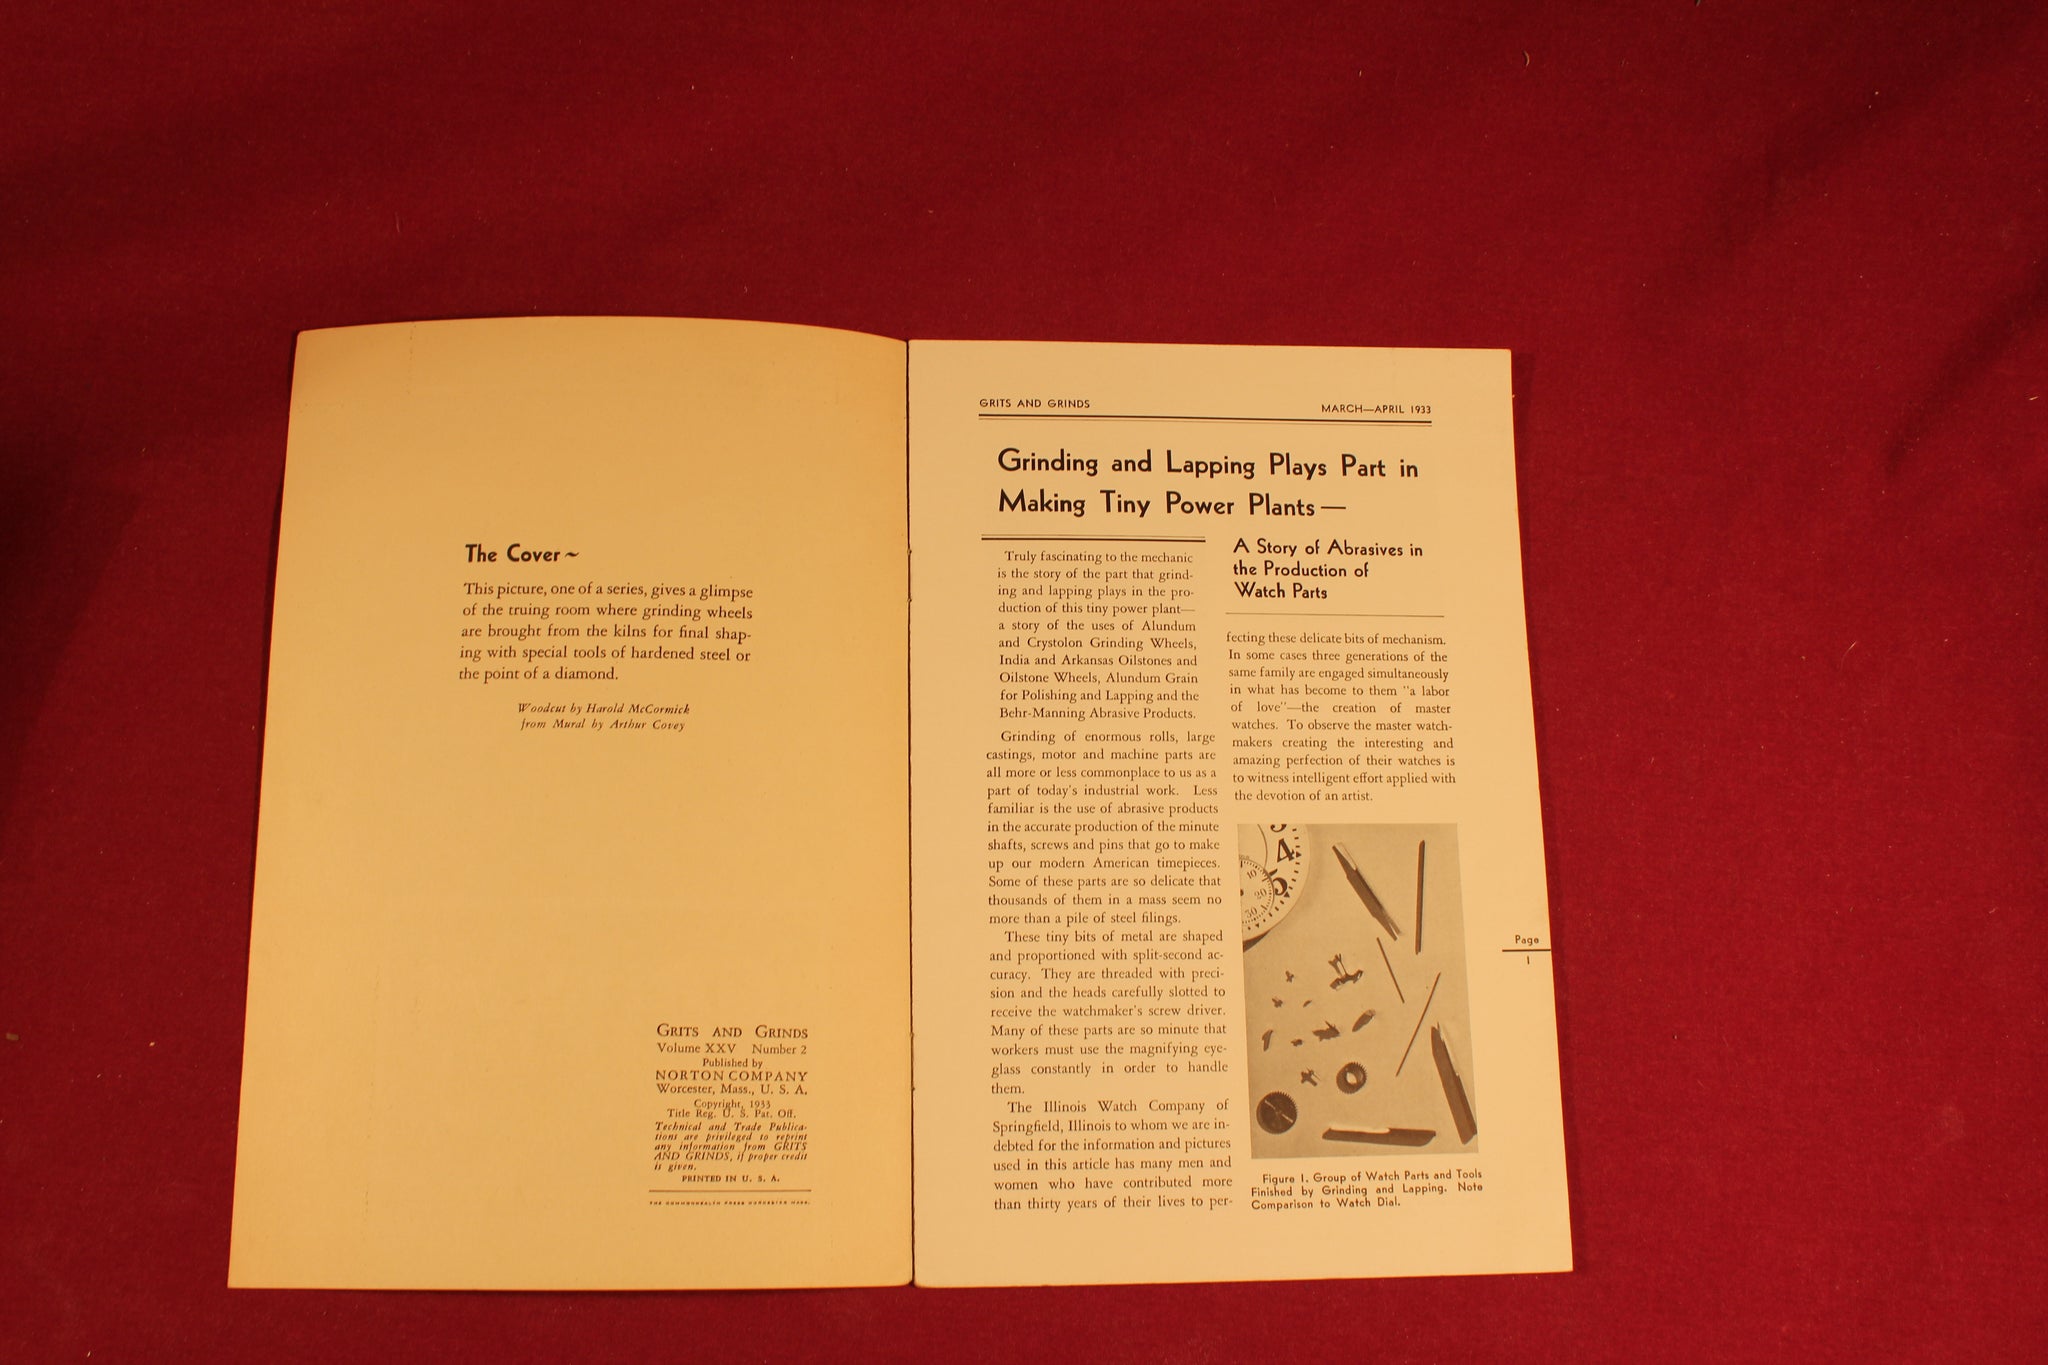 The Cover ~
This picture, one of a series, gives a glimpse
of the truing room where grinding wheels
are brought from the kilns for final shap-
ing with special tools of hardened steel or
the point of a diamond.
Woodcut by Harold McCormick
from Mural by Arthur Covey
GRITS AND GRINDS
Volume XXV Number 2
Published by
NORTON COMPANY
Worcester, Mass., U. S. A.
Copyright, 1933
Title Reg. U. S. Pat. Off.
Technical and Trade Publica-
tions are privileged to reprint
any information from GRITS
AND GRINDS, if proper credit
is given.
PRINTED IN U. S. A.
THE COMMONWEALTH PRESS WORCESTER MASS.
GRITS AND GRINDS
MARCH—APRIL 1933
Grinding and Lapping Plays Part in
Making Tiny Power Plants —
Truly fascinating to the mechanic
is the story of the part that grind-
ing and lapping plays in the pro-
duction of this tiny power plant—
a story of the uses of Alundum
and Crystolon Grinding Wheels,
India and Arkansas Oilstones and
Oilstone Wheels, Alundum Grain
for Polishing and Lapping and the
Behr-Manning Abrasive Products.
Grinding of enormous rolls, large
castings, motor and machine parts are
all more or less commonplace to us as a
part of today's industrial work. Less
familiar is the use of abrasive products
in the accurate production of the minute
shafts, screws and pins that go to make
up our modern American timepieces.
Some of these parts are so delicate that
thousands of them in a mass seem no
more than a pile of steel filings.
These tiny bits of metal are shaped
and proportioned with split-second ac-
curacy. They are threaded with preci-
sion and the heads carefully slotted to
receive the watchmaker's screw driver.
Many of these parts are so minute that
workers must use the magnifying eye-
glass constantly in order to handle
them.
The Illinois Watch Company of
Springfield, Illinois to whom we are in-
debted for the information and pictures
used in this article has many men and
women who have contributed more
than thirty years of their lives to per-
A Story of Abrasives in
the Production of
Watch Parts
fecting these delicate bits of mechanism.
In some cases three generations of the
same family are engaged simultaneously
in what has become to them "a labor
of love"—the creation of master
watches. To observe the master watch-
makers creating the interesting and
amazing perfection of their watches is
to witness intelligent effort applied with
the devotion of an artist.
4
5
10
20
30
Figure 1. Group of Watch Parts and Tools
Finished by Grinding and Lapping. Note
Comparison to Watch Dial.
Page
1